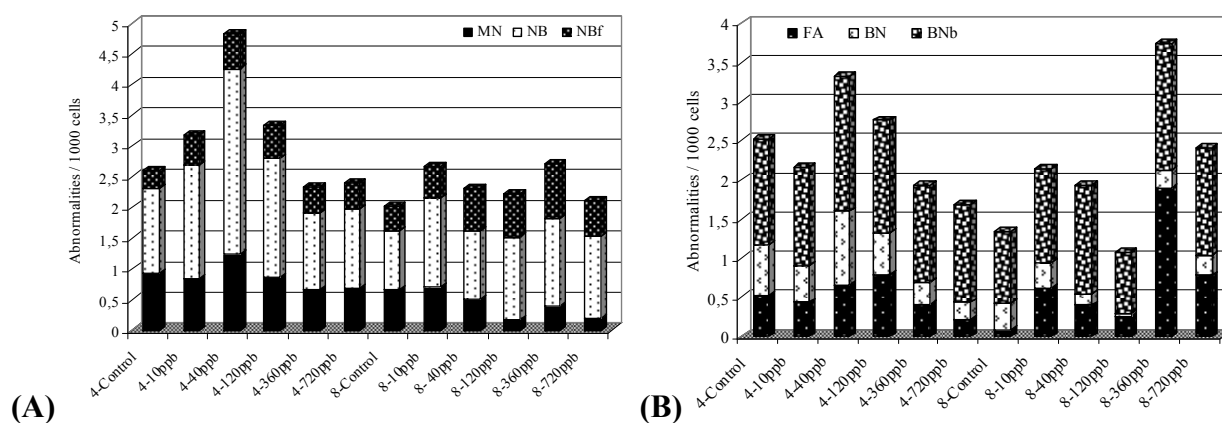 Abnormalities / 1000 cells
5
4,5
4
3,5
3
2,5
2
1,5
1
0,5
0
MN NB NBf
4-Control
4-10ppb
4-40ppb
4-120ppb
4-360ppb
4-720ppb
8-Control
8-10ppb
8-40ppb
8-120ppb
8-360ppb
8-720ppb
(A)
Abnormalities / 1000 cells
4
3,5
3
2,5
2
1,5
1
0,5
0
FA BN BNb
4-Control
4-10ppb
4-40ppb
4-120ppb
4-360ppb
4-720ppb
8-Control
8-10ppb
8-40ppb
8-120ppb
8-360ppb
8-720ppb
(B)